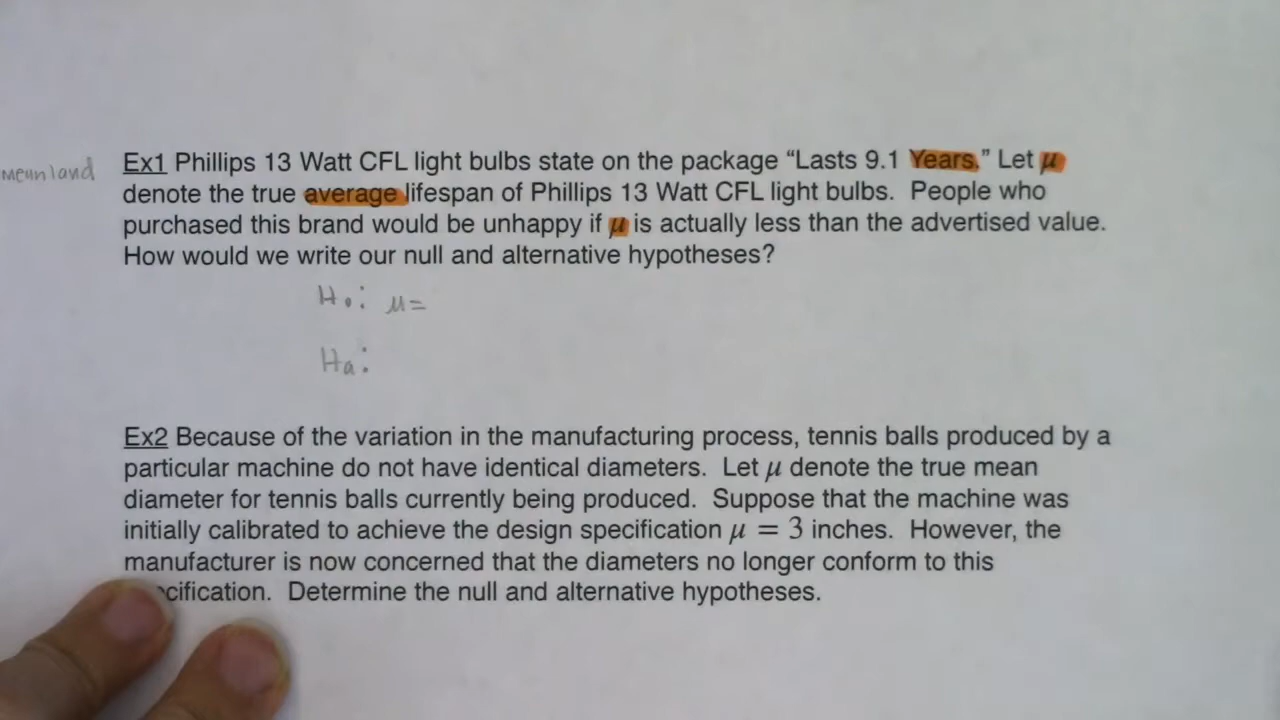 meanland
Ex1 Phillips 13 Watt CFL light bulbs state on the package “Lasts 9.1 Years.” Let μ
denote the true average lifespan of Phillips 13 Watt CFL light bulbs. People who
purchased this brand would be unhappy if μ is actually less than the advertised value.
How would we write our null and alternative hypotheses?
H₀: μ=
Hₐ:
Ex2 Because of the variation in the manufacturing process, tennis balls produced by a
particular machine do not have identical diameters. Let μ denote the true mean
diameter for tennis balls currently being produced. Suppose that the machine was
initially calibrated to achieve the design specification μ = 3 inches. However, the
manufacturer is now concerned that the diameters no longer conform to this
cification. Determine the null and alternative hypotheses.